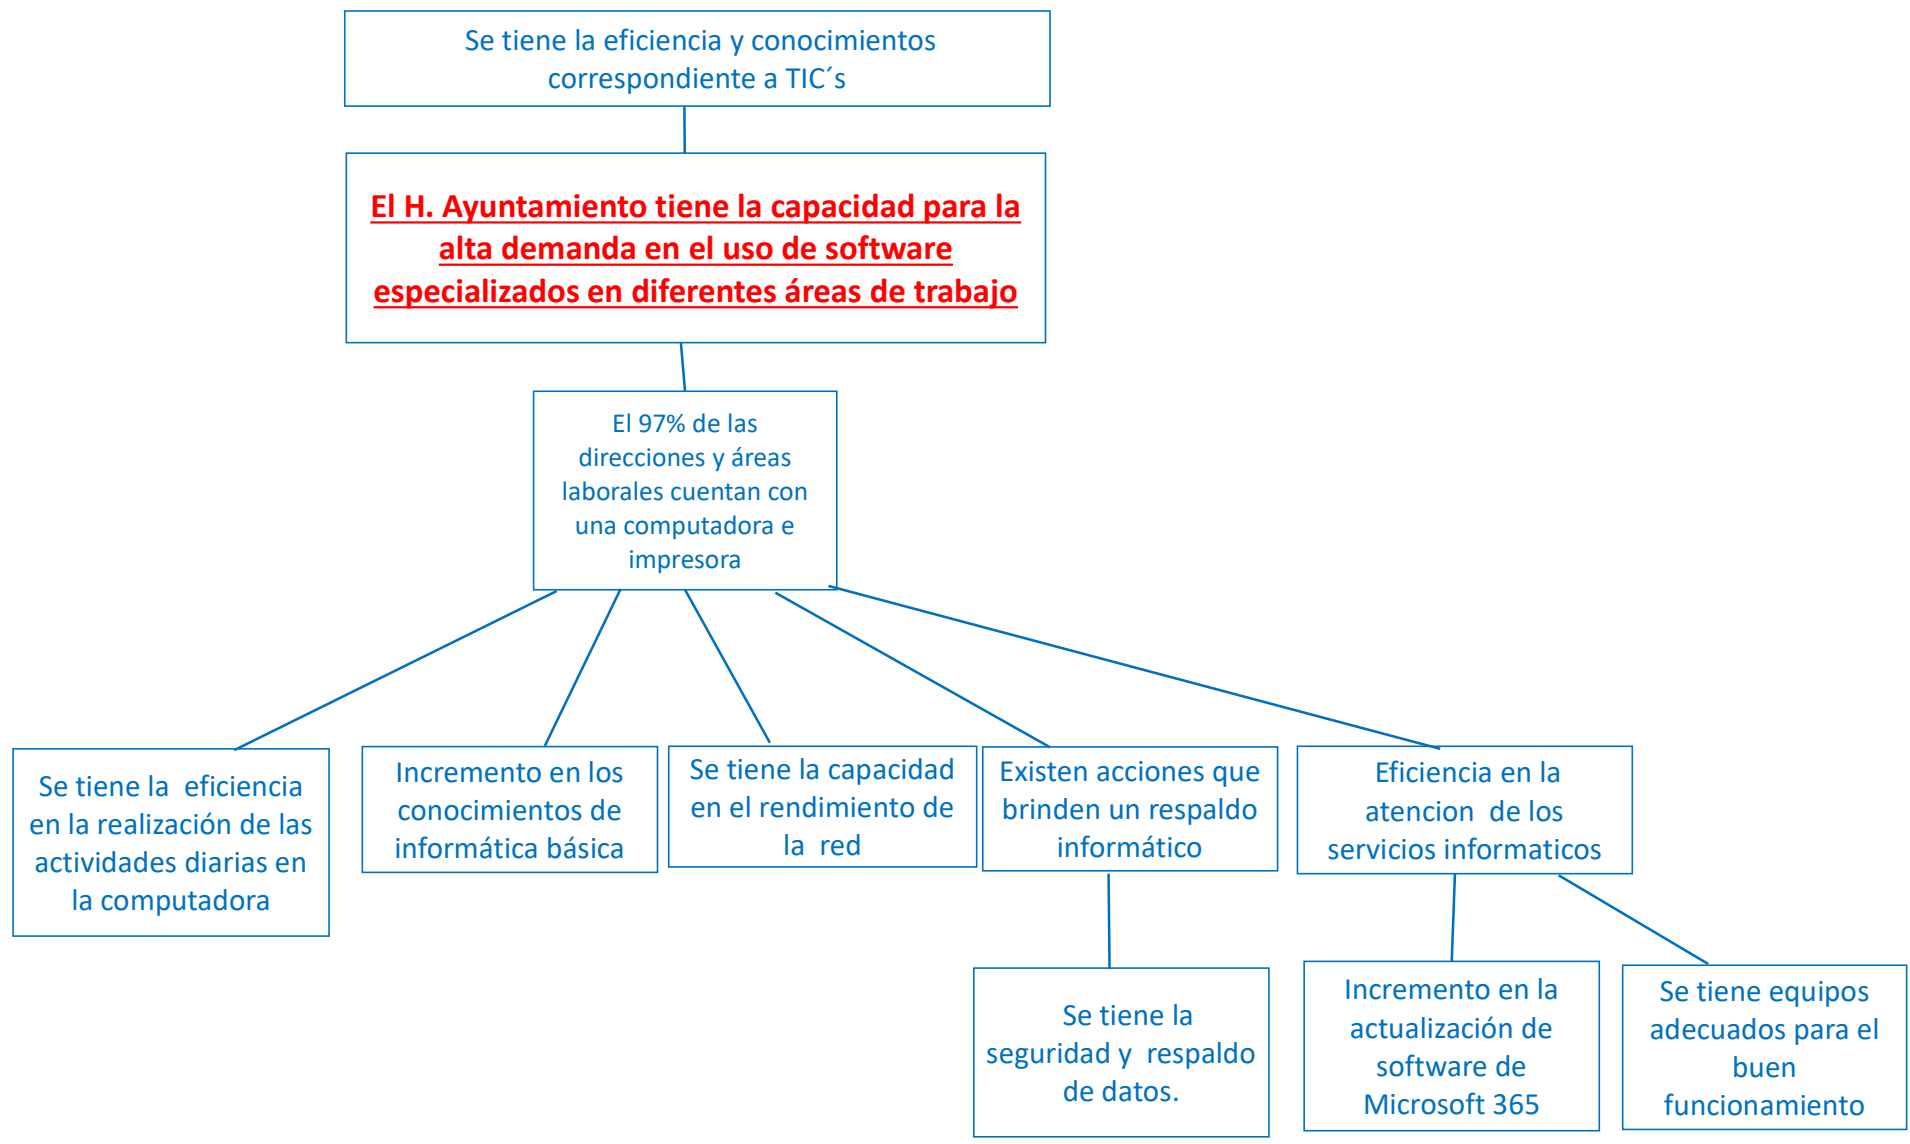 Se tiene la eficiencia y conocimientos
correspondiente a TIC´s
El H. Ayuntamiento tiene la capacidad para la
alta demanda en el uso de software
especializados en diferentes áreas de trabajo
El 97% de las
direcciones y áreas
laborales cuentan con
una computadora e
impresora
Se tiene la  eficiencia
en la realización de las
actividades diarias en
la computadora
Incremento en los
conocimientos de
informática básica
Se tiene la capacidad
en el rendimiento de
la  red
Existen acciones que
brinden un respaldo
informático
Eficiencia en la
atencion  de los
servicios informaticos
Se tiene la
seguridad y  respaldo
de datos.
Incremento en la
actualización de
software de
Microsoft 365
Se tiene equipos
adecuados para el
buen
funcionamiento